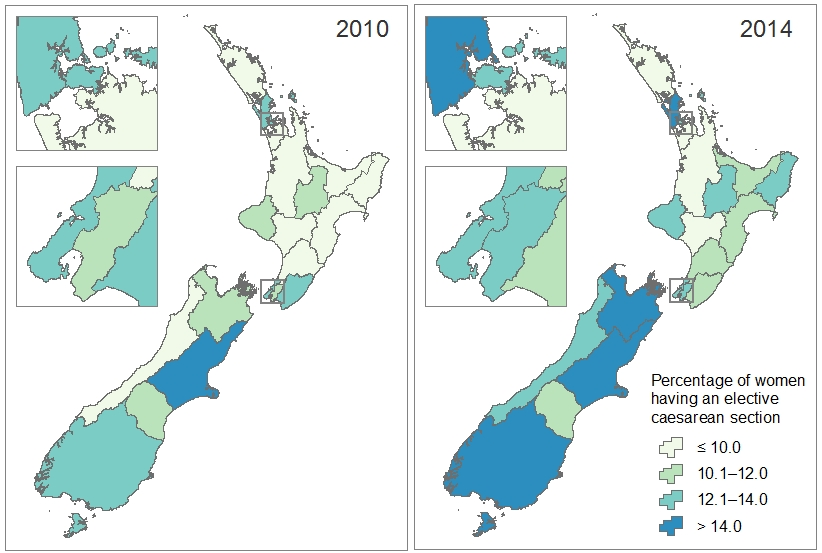 2010
2014
Percentage of women
having an elective
caesarean section
≤ 10.0
10.1–12.0
12.1–14.0
> 14.0